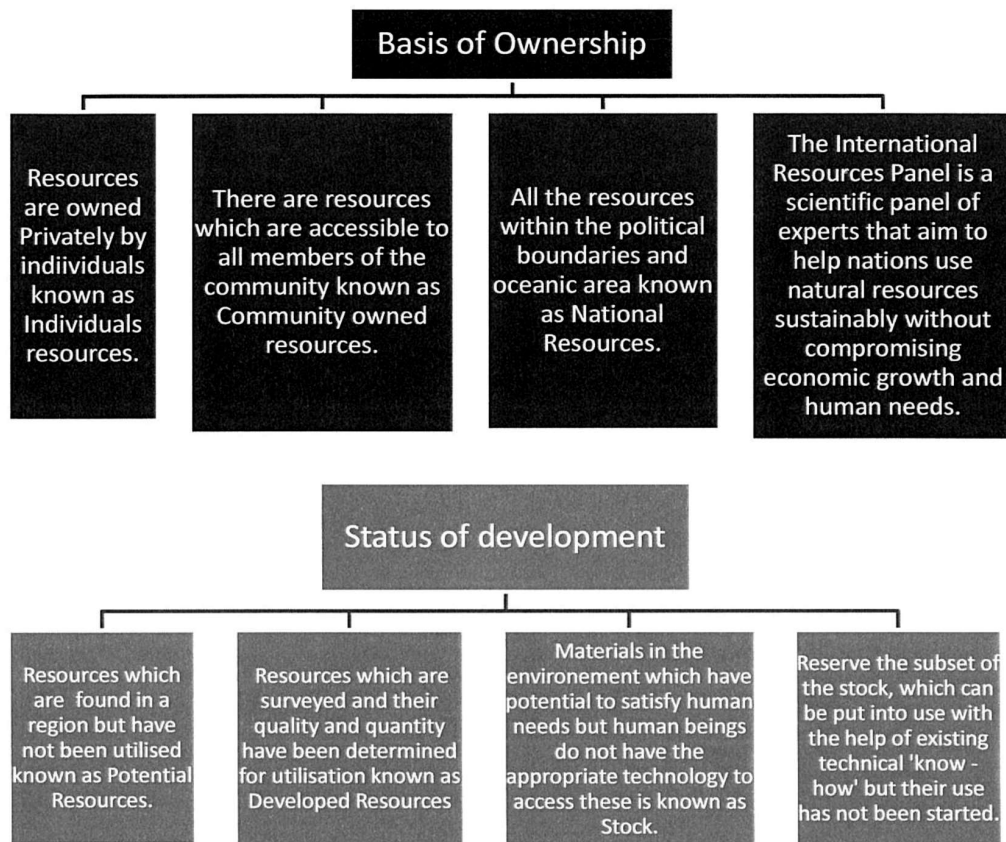 Basis of Ownership
Resources
are owned
Privately by
indiividuals
known as
Individuals
resources.
There are resources
which are accessible to
all members of the
community known as
Community owned
resources.
All the resources
within the political
boundaries and
oceanic area known
as National
Resources.
The International
Resources Panel is a
scientific panel of
experts that aim to
help nations use
natural resources
sustainably without
compromising
economic growth and
human needs.
Status of development
Resources which
are found in a
region but have
not been utilised
known as Potential
Resources.
Resources which are
surveyed and their
quality and quantity
have been determined
for utilisation known as
Developed Resources
Materials in the
environement which have
potential to satisfy human
needs but human beings
do not have the
appropriate technology to
access these is known as
Stock.
Reserve the subset of
the stock, which can
be put into use with
the help of existing
technical 'know -
how' but their use
has not been started.